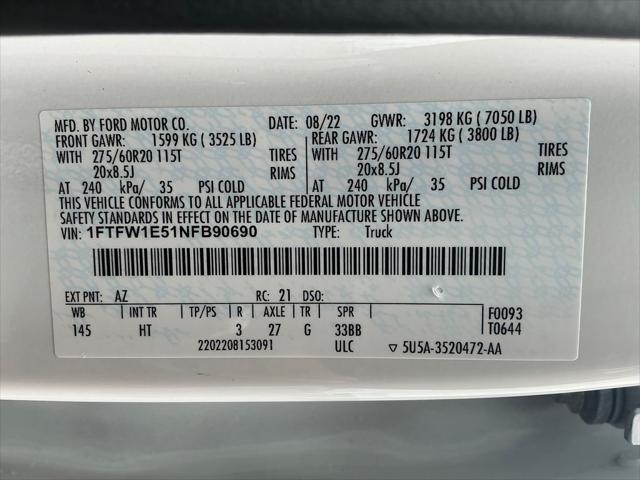 MFD. BY FORD MOTOR CO. DATE: 08/22 GVWR: 3198 KG ( 7050 LB)
FRONT GAWR: 1599 KG ( 3525 LB) REAR GAWR: 1724 KG ( 3800 LB)
WITH 275/60R20 115T TIRES WITH 275/60R20 115T TIRES
20x8.5J RIMS 20x8.5J RIMS
AT 240 kPa/ 35 PSI COLD AT 240 kPa/ 35 PSI COLD
THIS VEHICLE CONFORMS TO ALL APPLICABLE FEDERAL MOTOR VEHICLE
SAFETY STANDARDS IN EFFECT ON THE DATE OF MANUFACTURE SHOWN ABOVE.
VIN: 1FTFW1E51NFB90690 TYPE: Truck
EXT PNT: AZ RC: 21 DSO:
WB INT TR TP/PS R AXLE TR SPR F0093
145 HT 3 27 G 33BB T0644
2202208153091 ULC ▽ 5U5A-3520472-AA